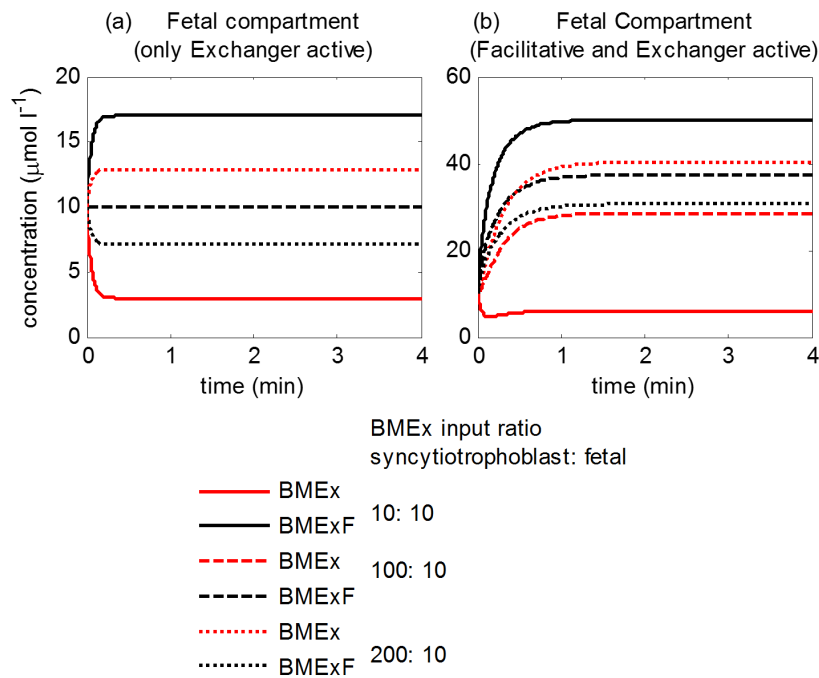 (a) Fetal compartment
(only Exchanger active)
20
15
10
5
0
concentration (μmol l⁻¹)
0 1 2 3 4
time (min)
(b) Fetal Compartment
(Facilitative and Exchanger active)
60
40
20
0
0 1 2 3 4
time (min)
BMEx input ratio
syncytiotrophoblast: fetal
BMEx
10: 10
BMExF
BMEx
100: 10
BMExF
BMEx
200: 10
BMExF